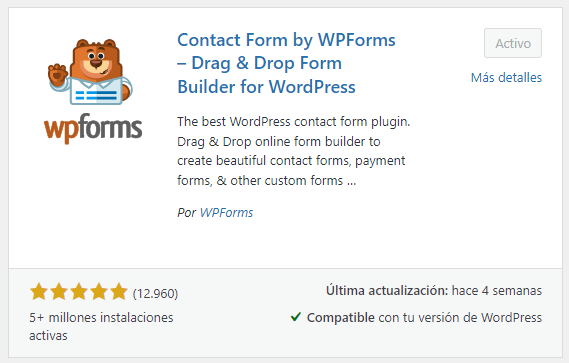 Contact Form by WPForms
– Drag & Drop Form
Builder for WordPress
Activo
Más detalles
wpforms
The best WordPress contact form plugin.
Drag & Drop online form builder to
create beautiful contact forms, payment
forms, & other custom forms ...
Por WPForms
(12.960)
5+ millones instalaciones
activas
Última actualización: hace 4 semanas
Compatible con tu versión de WordPress